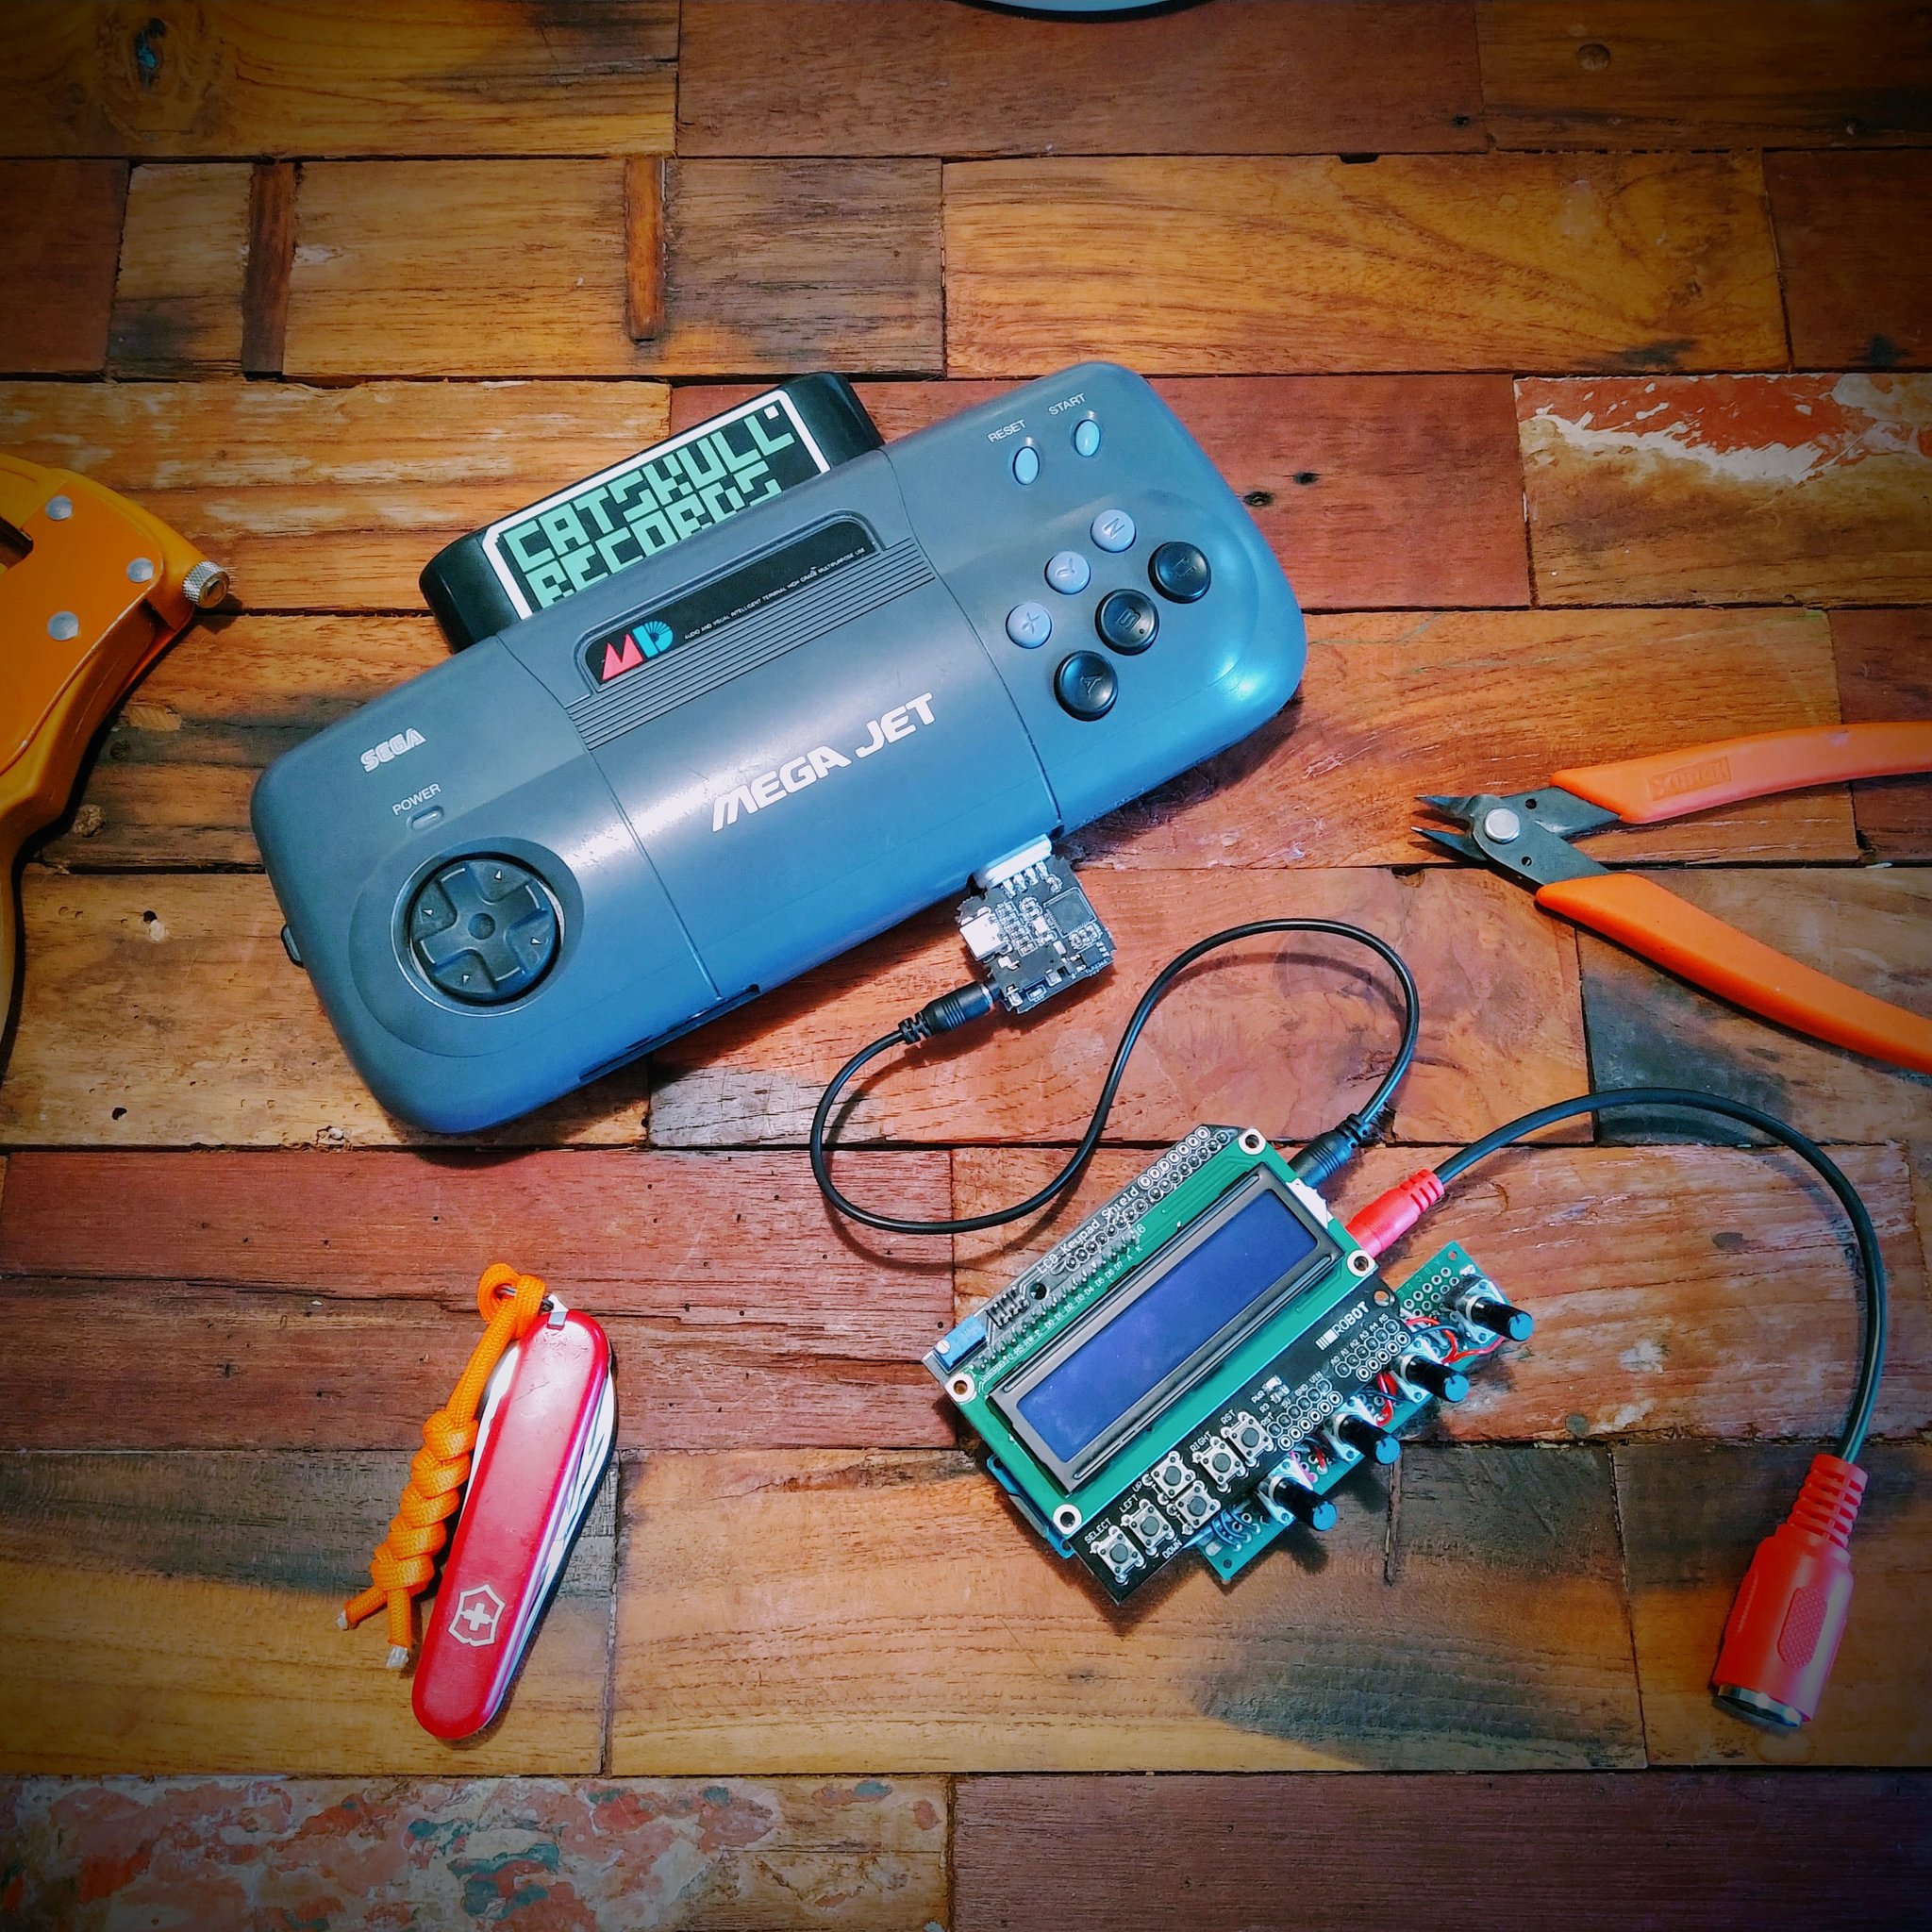 CATSKULL
RECORDS
RESET
START
MD
AUDIO AND VISUAL INTELLIGENT TERMINAL HIGH GRADE MULTIPURPOSE USE
Z
Y
X
C
B
A
SEGA
POWER
MEGA JET
XURON
LCD Keypad Shield
ROBOT
RST
RIGHT
UP
LEFT
SELECT
DOWN